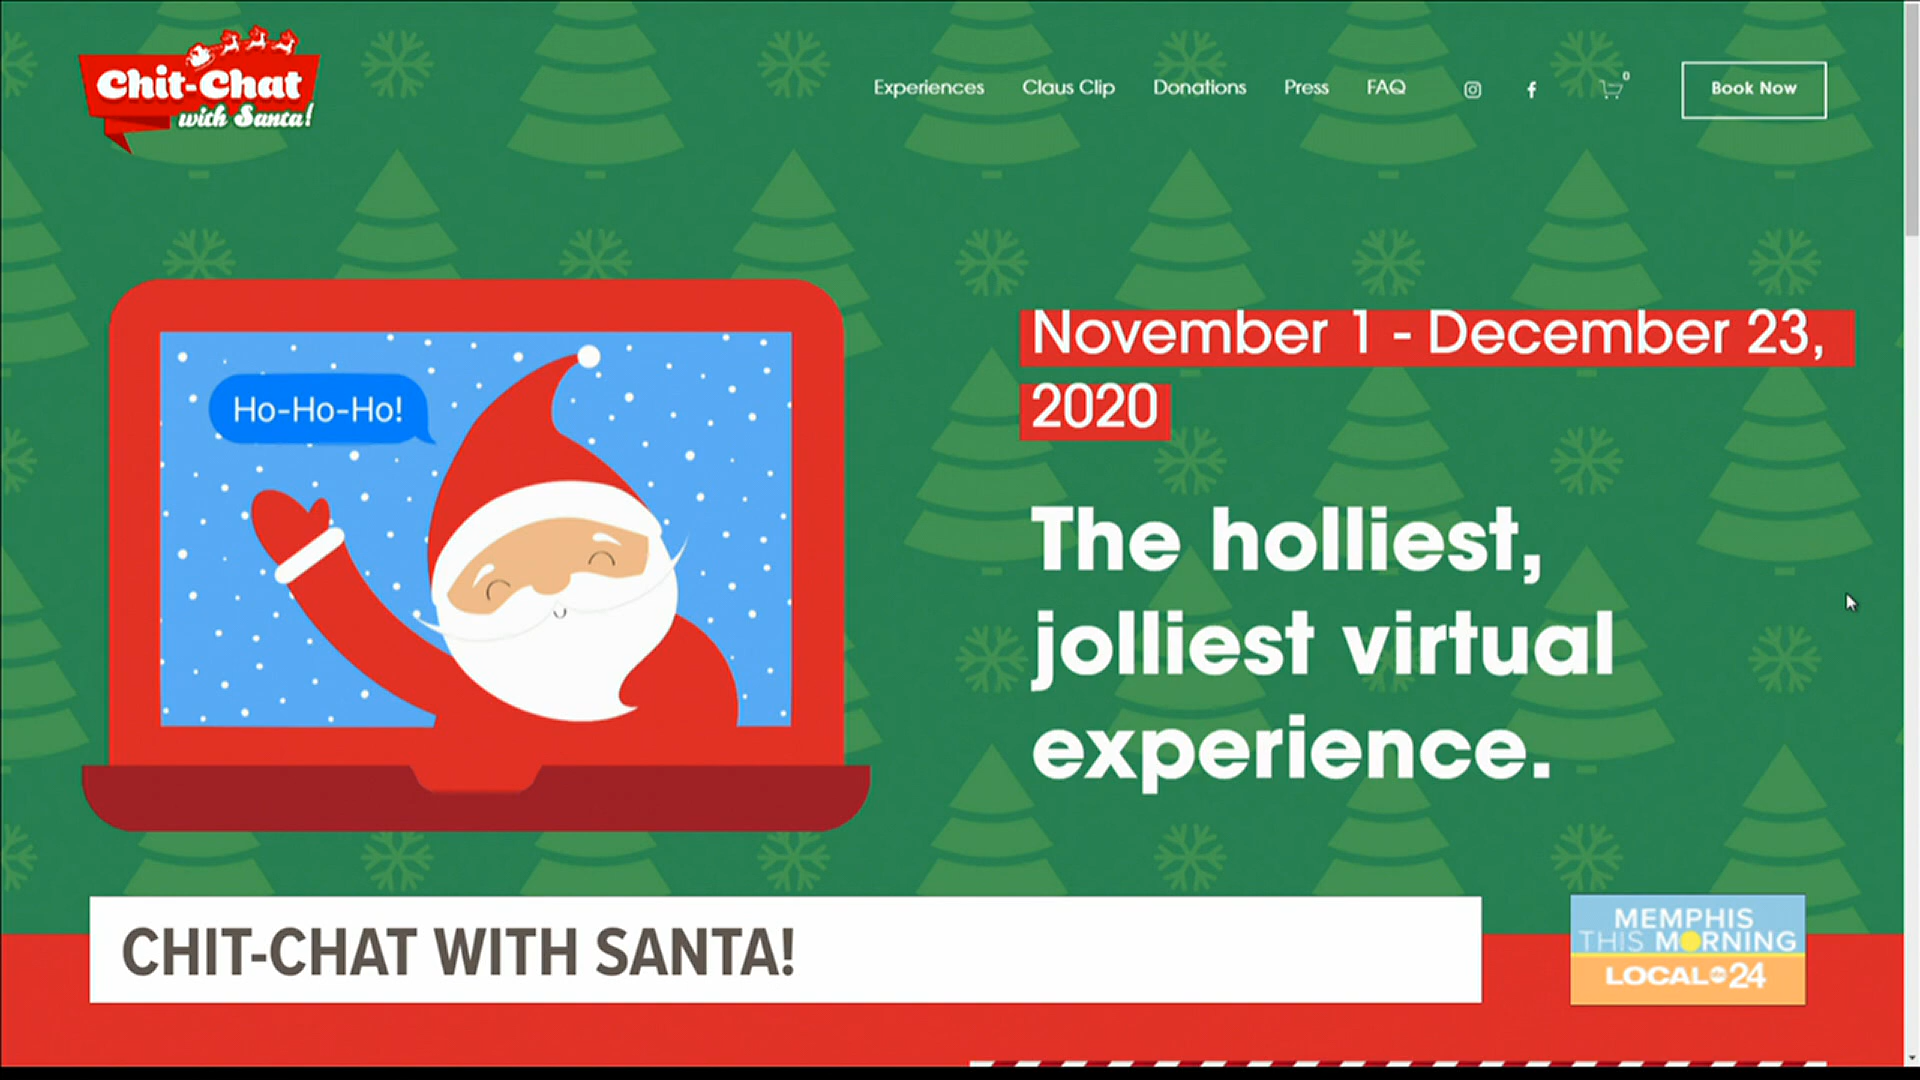 Chit-Chat
with Santa!
Experiences
Claus Clip
Donations
Press
FAQ
0
Book Now
Ho-Ho-Ho!
November 1 - December 23,
2020
The holliest,
jolliest virtual
experience.
CHIT-CHAT WITH SANTA!
MEMPHIS
THIS MORNING
LOCAL abc 24